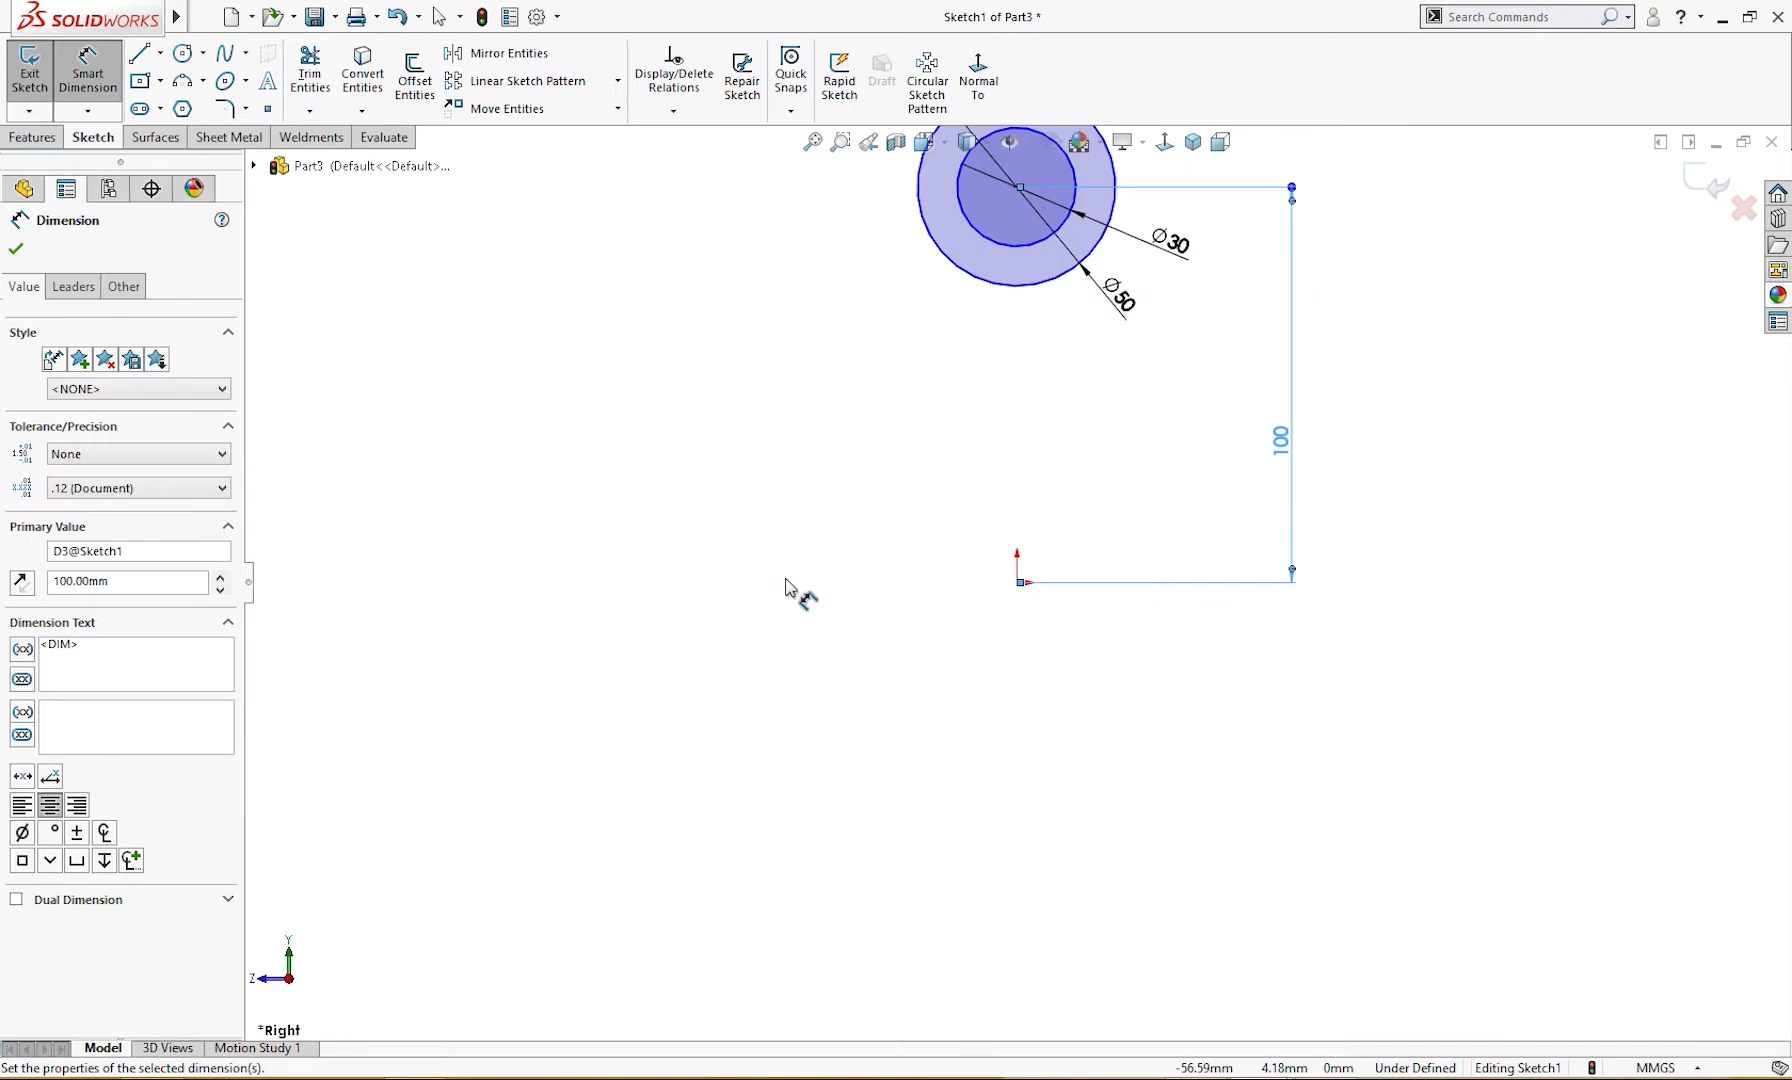 SOLIDWORKS
Sketch1 of Part3 *
Search Commands
?
Exit
Sketch
Smart
Dimension
Trim
Entities
Convert
Entities
Offset
Entities
Mirror Entities
Linear Sketch Pattern
Move Entities
Display/Delete
Relations
Repair
Sketch
Quick
Snaps
Rapid
Sketch
Draft
Circular
Sketch
Pattern
Normal
To
Features
Sketch
Surfaces
Sheet Metal
Weldments
Evaluate
Part3 (Default<<Default>...
Dimension
?
Value
Leaders
Other
Style
<NONE>
Tolerance/Precision
None
.12 (Document)
Primary Value
D3@Sketch1
100.00mm
Dimension Text
<DIM>
Dual Dimension
∅30
∅50
100
Y
Z
*Right
Model
3D Views
Motion Study 1
Set the properties of the selected dimension(s).
-56.59mm
4.18mm
0mm
Under Defined
Editing Sketch1
MMGS